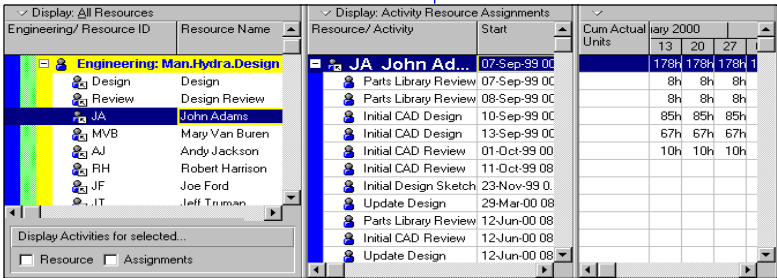 Display: All Resources
Engineering/ Resource ID Resource Name
Engineering: Man.Hydra.Design
Design Design
Review Design Review
JA John Adams
MVB Mary Van Buren
AJ Andy Jackson
RH Robert Harrison
JF Joe Ford
JT Jeff Truman
Display Activities for selected...
Resource Assignments
Display: Activity Resource Assignments
Resource/ Activity Start
JA John Ad... 07-Sep-99 00
Parts Library Review 07-Sep-99 00
Parts Library Review 08-Sep-99 00
Initial CAD Design 10-Sep-99 00
Initial CAD Design 13-Sep-99 00
Initial CAD Review 01-Oct-99 00
Initial CAD Review 11-Oct-99 08
Initial Design Sketch 23-Nov-99 0.
Update Design 29-Mar-00 08
Parts Library Review 12-Jun-00 08
Initial CAD Review 12-Jun-00 08
Update Design 12-Jun-00 08
Cum Actual Units
ary 2000
13 20 27
178h 178h 178h 1
8h 8h 8h
8h 8h 8h
85h 85h 85h
67h 67h 67h
10h 10h 10h